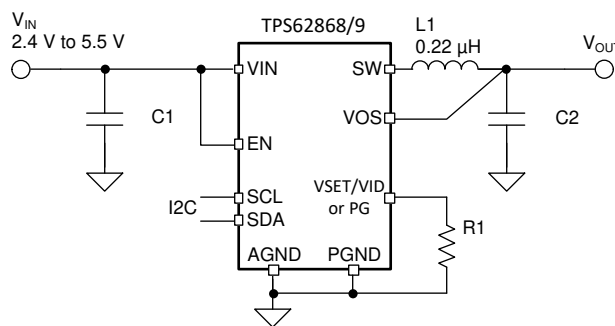 TPS62868/9
VIN
2.4 V to 5.5 V
L1
0.22 µH
VOUT
VIN
SW
C1
VOS
C2
EN
VSET/VID
or PG
SCL
I2C
SDA
R1
AGND
PGND